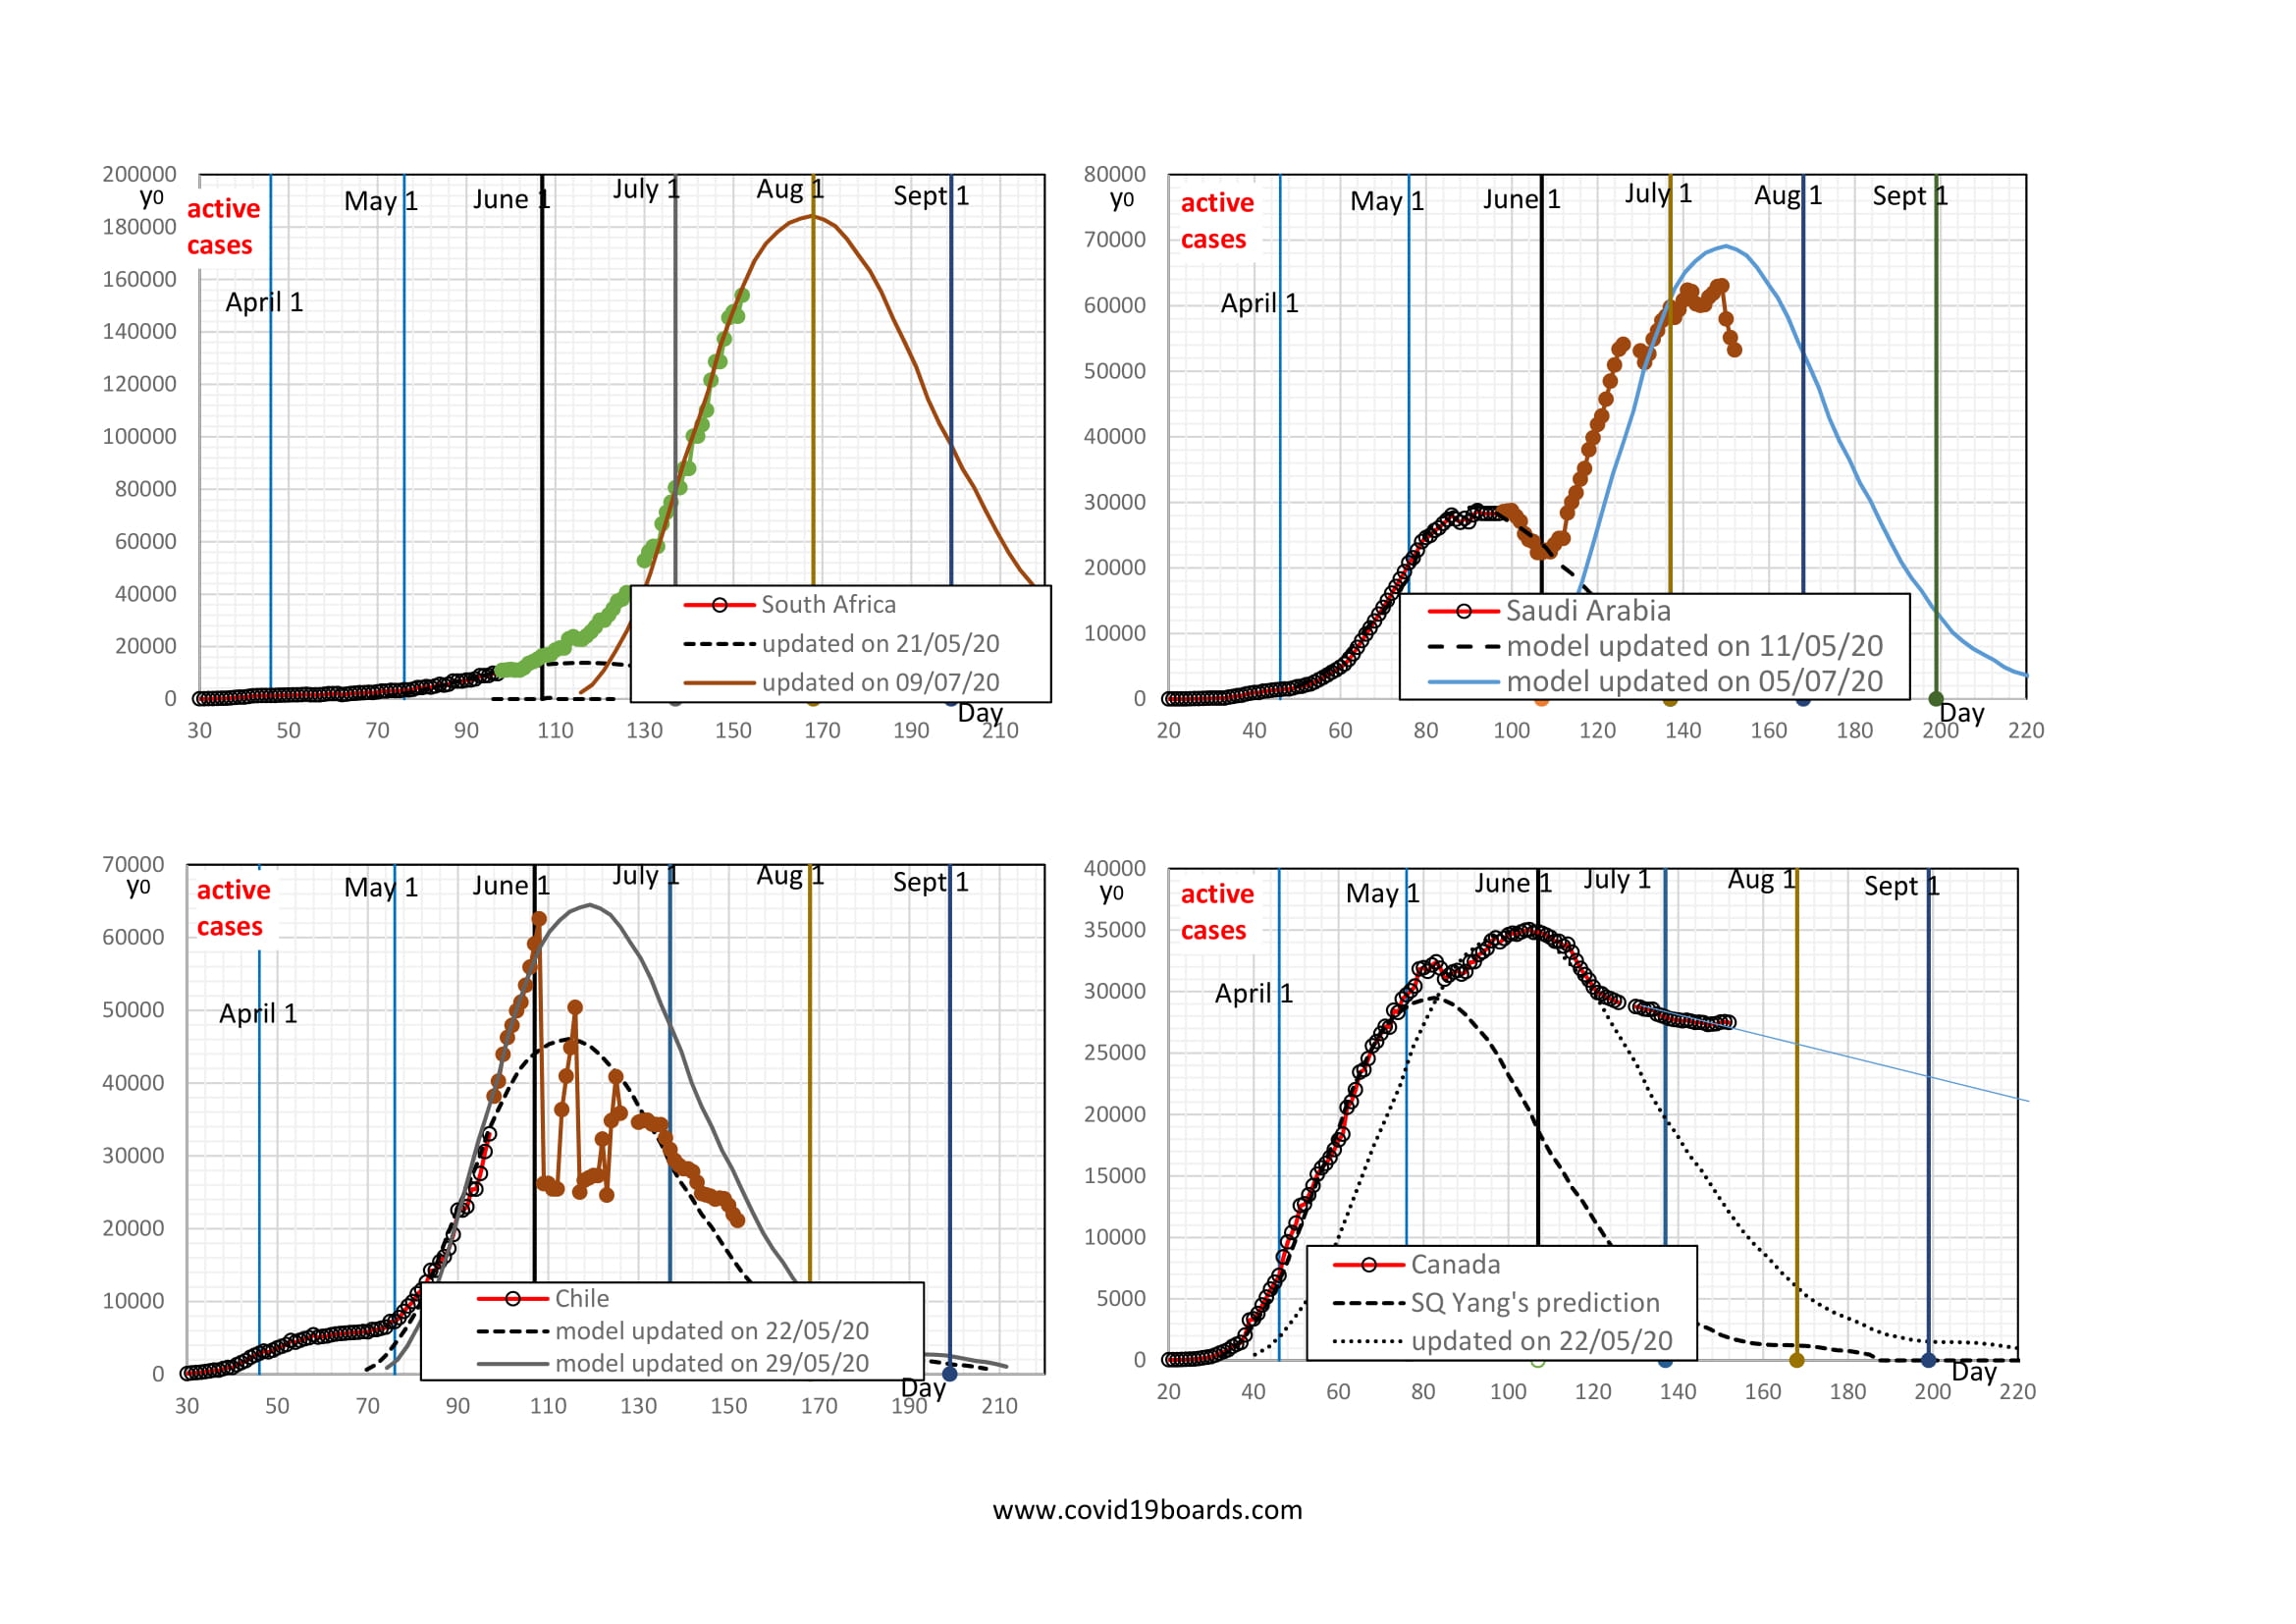 200000
y0
active
cases
April 1
May 1
June 1
July 1
Aug 1
Sept 1
180000
160000
140000
120000
100000
80000
60000
40000
20000
0
South Africa
updated on 21/05/20
updated on 09/07/20
Day
30 50 70 90 110 130 150 170 190 210
80000
y0
active
cases
April 1
May 1
June 1
July 1
Aug 1
Sept 1
70000
60000
50000
40000
30000
20000
10000
0
Saudi Arabia
model updated on 11/05/20
model updated on 05/07/20
Day
20 40 60 80 100 120 140 160 180 200 220
70000
y0
active
cases
April 1
May 1
June 1
July 1
Aug 1
Sept 1
60000
50000
40000
30000
20000
10000
0
Chile
model updated on 22/05/20
model updated on 29/05/20
Day
30 50 70 90 110 130 150 170 190 210
40000
y0
active
cases
April 1
May 1
June 1
July 1
Aug 1
Sept 1
35000
30000
25000
20000
15000
10000
5000
0
Canada
SQ Yang's prediction
updated on 22/05/20
Day
20 40 60 80 100 120 140 160 180 200 220
www.covid19boards.com